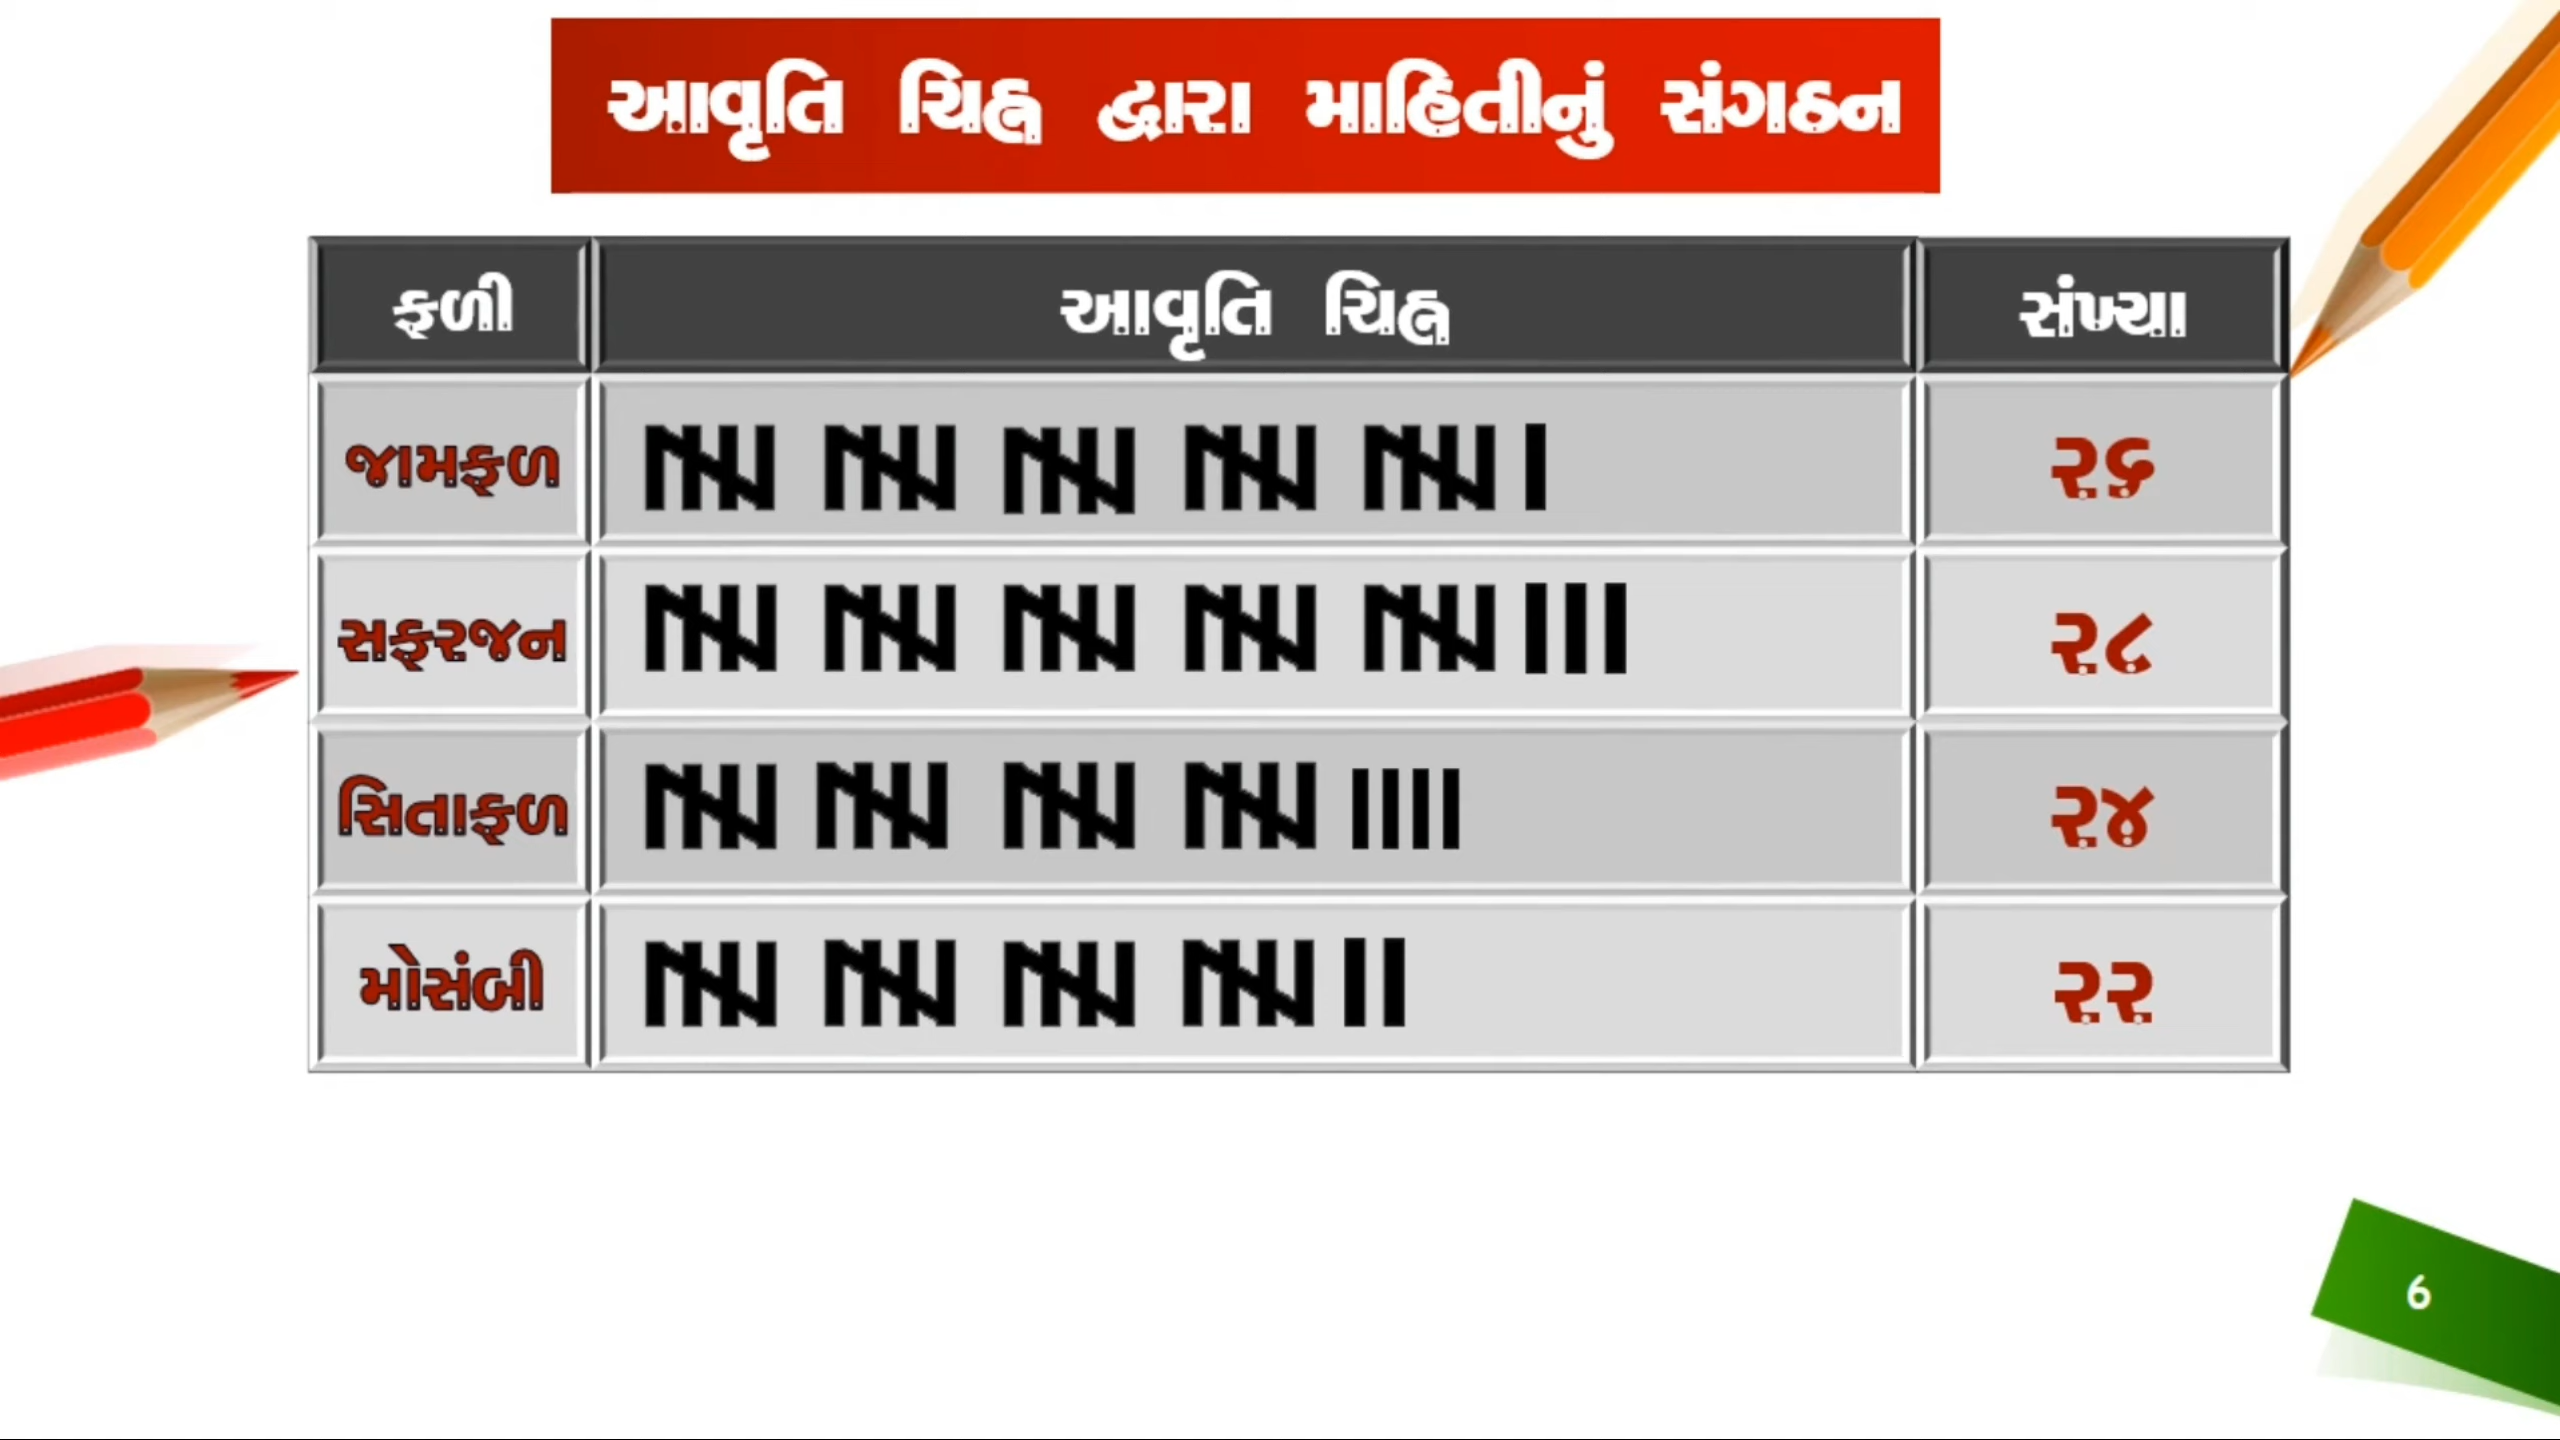 આવૃતિ ચિહ્ન દ્વારા માહિતીનું સંગઠન
ફળી આવૃતિ ચિહ્ન સંખ્યા
જામફળ ૨૬
સફરજન ૨૮
સિતાફળ ૨૪
મોસંબી ૨૨
6